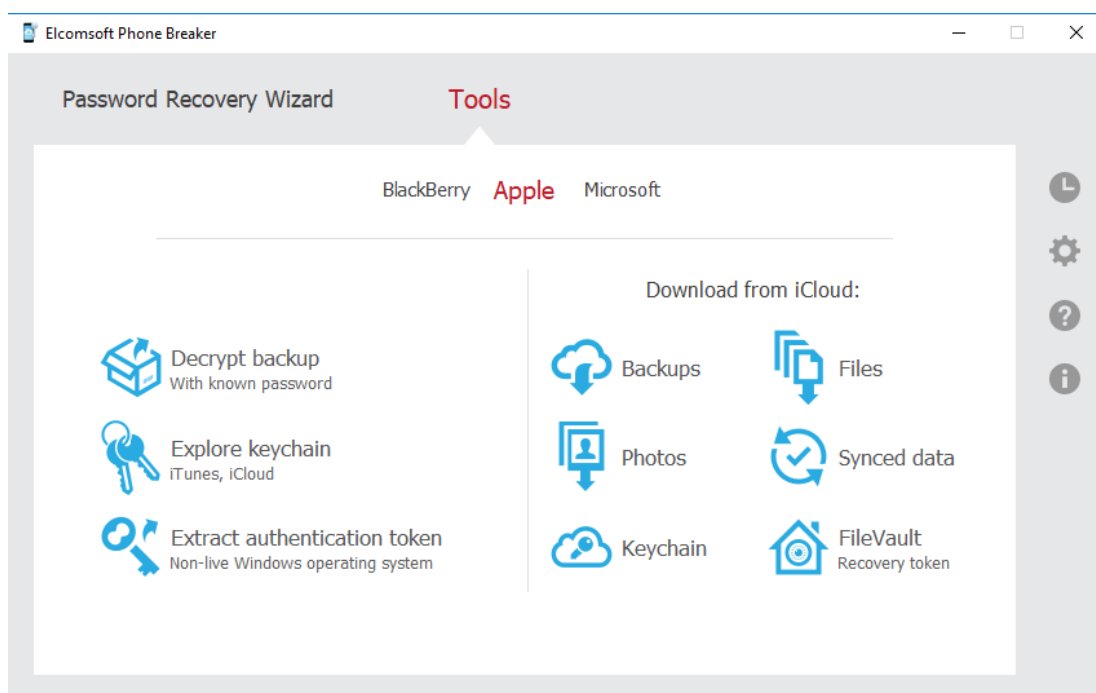 Elcomsoft Phone Breaker
Password Recovery Wizard
Tools
BlackBerry Apple Microsoft
Decrypt backup
With known password
Explore keychain
iTunes, iCloud
Extract authentication token
Non-live Windows operating system
Download from iCloud:
Backups
Files
Photos
Synced data
Keychain
FileVault
Recovery token